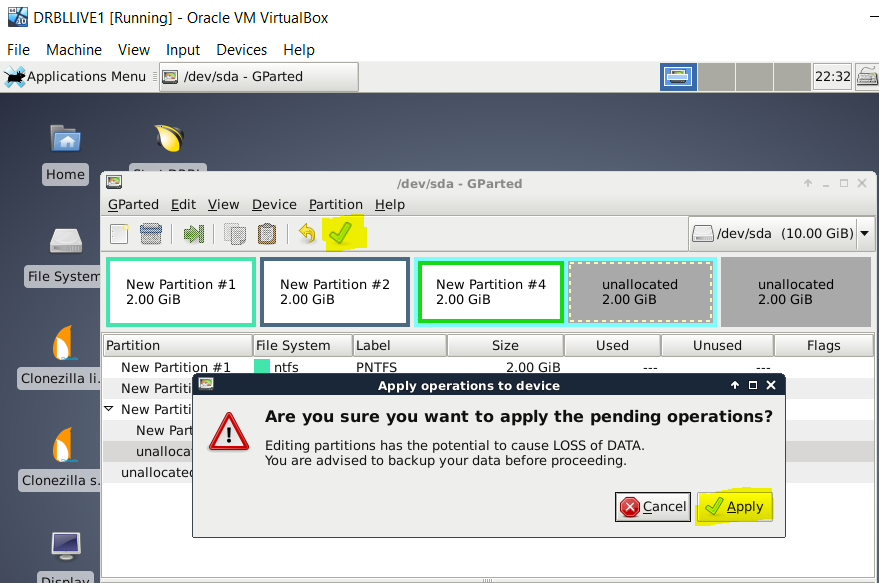 DRBLLIVE1 [Running] - Oracle VM VirtualBox
File Machine View Input Devices Help
Applications Menu /dev/sda - GParted 22:32
Home
File System
Clonezilla li.
Clonezilla s.
Display
/dev/sda - GParted
GParted Edit View Device Partition Help
/dev/sda (10.00 GiB)
New Partition #1 New Partition #2 New Partition #4 unallocated unallocated
2.00 GiB 2.00 GiB 2.00 GiB 2.00 GiB 2.00 GiB
Partition File System Label Size Used Unused Flags
New Partition #1 ntfs PNTFS 2.00 GiB --- ---
New Partiti
New Partiti
New Part
unalloca
unallocated
Apply operations to device
Are you sure you want to apply the pending operations?
Editing partitions has the potential to cause LOSS of DATA.
You are advised to backup your data before proceeding.
Cancel Apply